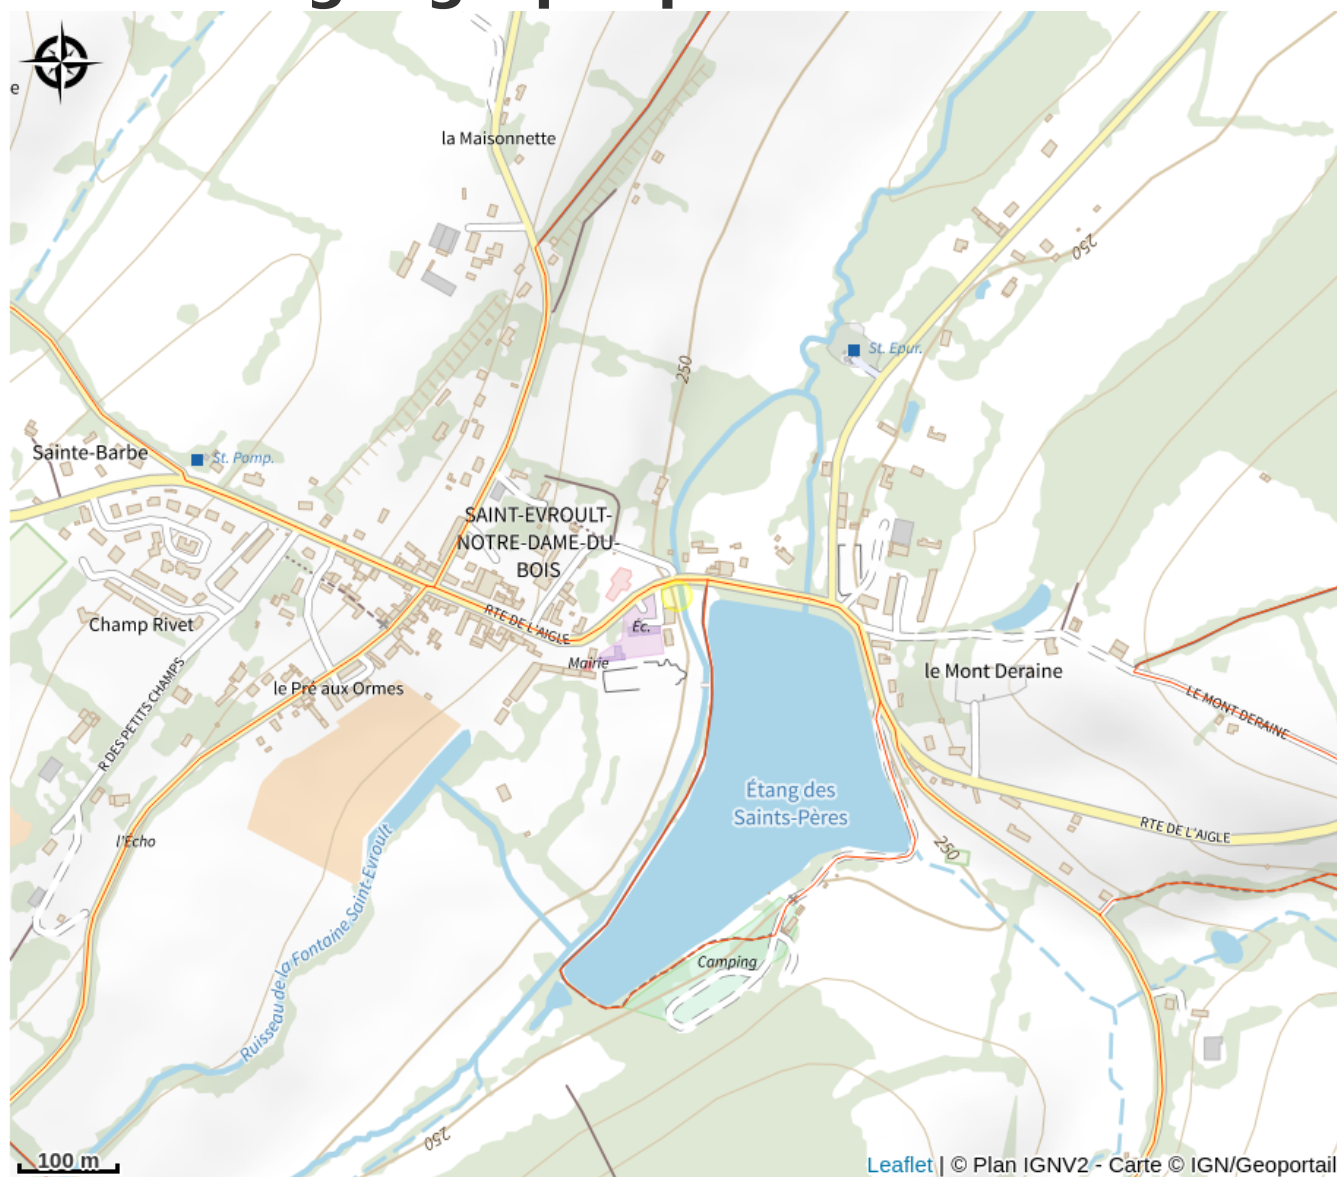 e
la Maisonnette
250
250
St. Epur.
Sainte-Barbe
St. Pomp.
SAINT-EVROULT-
NOTRE-DAME-DU-
BOIS
RTE DE L'AIGLE
Éc.
Champ Rivet
Mairie
le Mont Deraine
le Pré aux Ormes
R DES PETITS CHAMPS
LE MONT DERAINE
Étang des
Saints-Pères
RTE DE L'AIGLE
l'Echo
250
Ruisseau de la Fontaine Saint-Evroult
Camping
250
100 m
Leaflet | © Plan IGNV2 - Carte © IGN/Geoportail